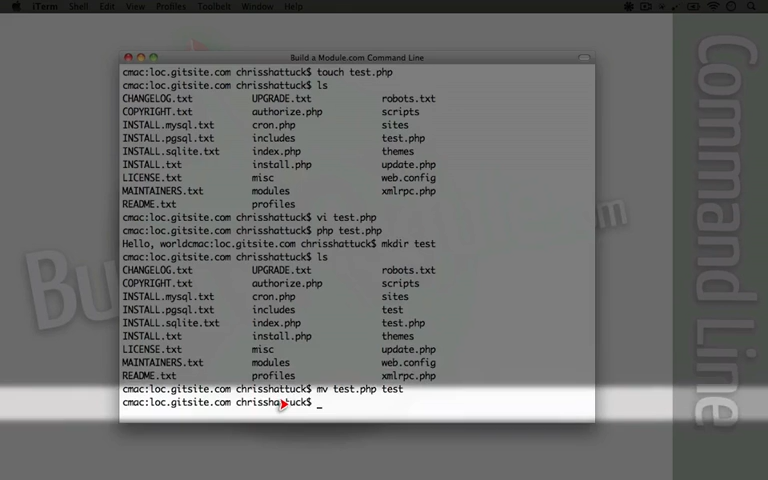 iTerm Shell Edit View Profiles Toolbelt Window Help
Build a Module.com Command Line
cmac:loc.gitsite.com chrisshattuck$ touch test.php
cmac:loc.gitsite.com chrisshattuck$ ls
CHANGELOG.txt UPGRADE.txt robots.txt
COPYRIGHT.txt authorize.php scripts
INSTALL.mysql.txt cron.php sites
INSTALL.pgsql.txt includes test.php
INSTALL.sqlite.txt index.php themes
INSTALL.txt install.php update.php
LICENSE.txt misc web.config
MAINTAINERS.txt modules xmlrpc.php
README.txt profiles
cmac:loc.gitsite.com chrisshattuck$ vi test.php
cmac:loc.gitsite.com chrisshattuck$ php test.php
Hello, worldcmac:loc.gitsite.com chrisshattuck$ mkdir test
cmac:loc.gitsite.com chrisshattuck$ ls
CHANGELOG.txt UPGRADE.txt robots.txt
COPYRIGHT.txt authorize.php scripts
INSTALL.mysql.txt cron.php sites
INSTALL.pgsql.txt includes test
INSTALL.sqlite.txt index.php test.php
INSTALL.txt install.php themes
LICENSE.txt misc update.php
MAINTAINERS.txt modules web.config
README.txt profiles xmlrpc.php
cmac:loc.gitsite.com chrisshattuck$ mv test.php test
cmac:loc.gitsite.com chrisshattuck$ _
Command Line